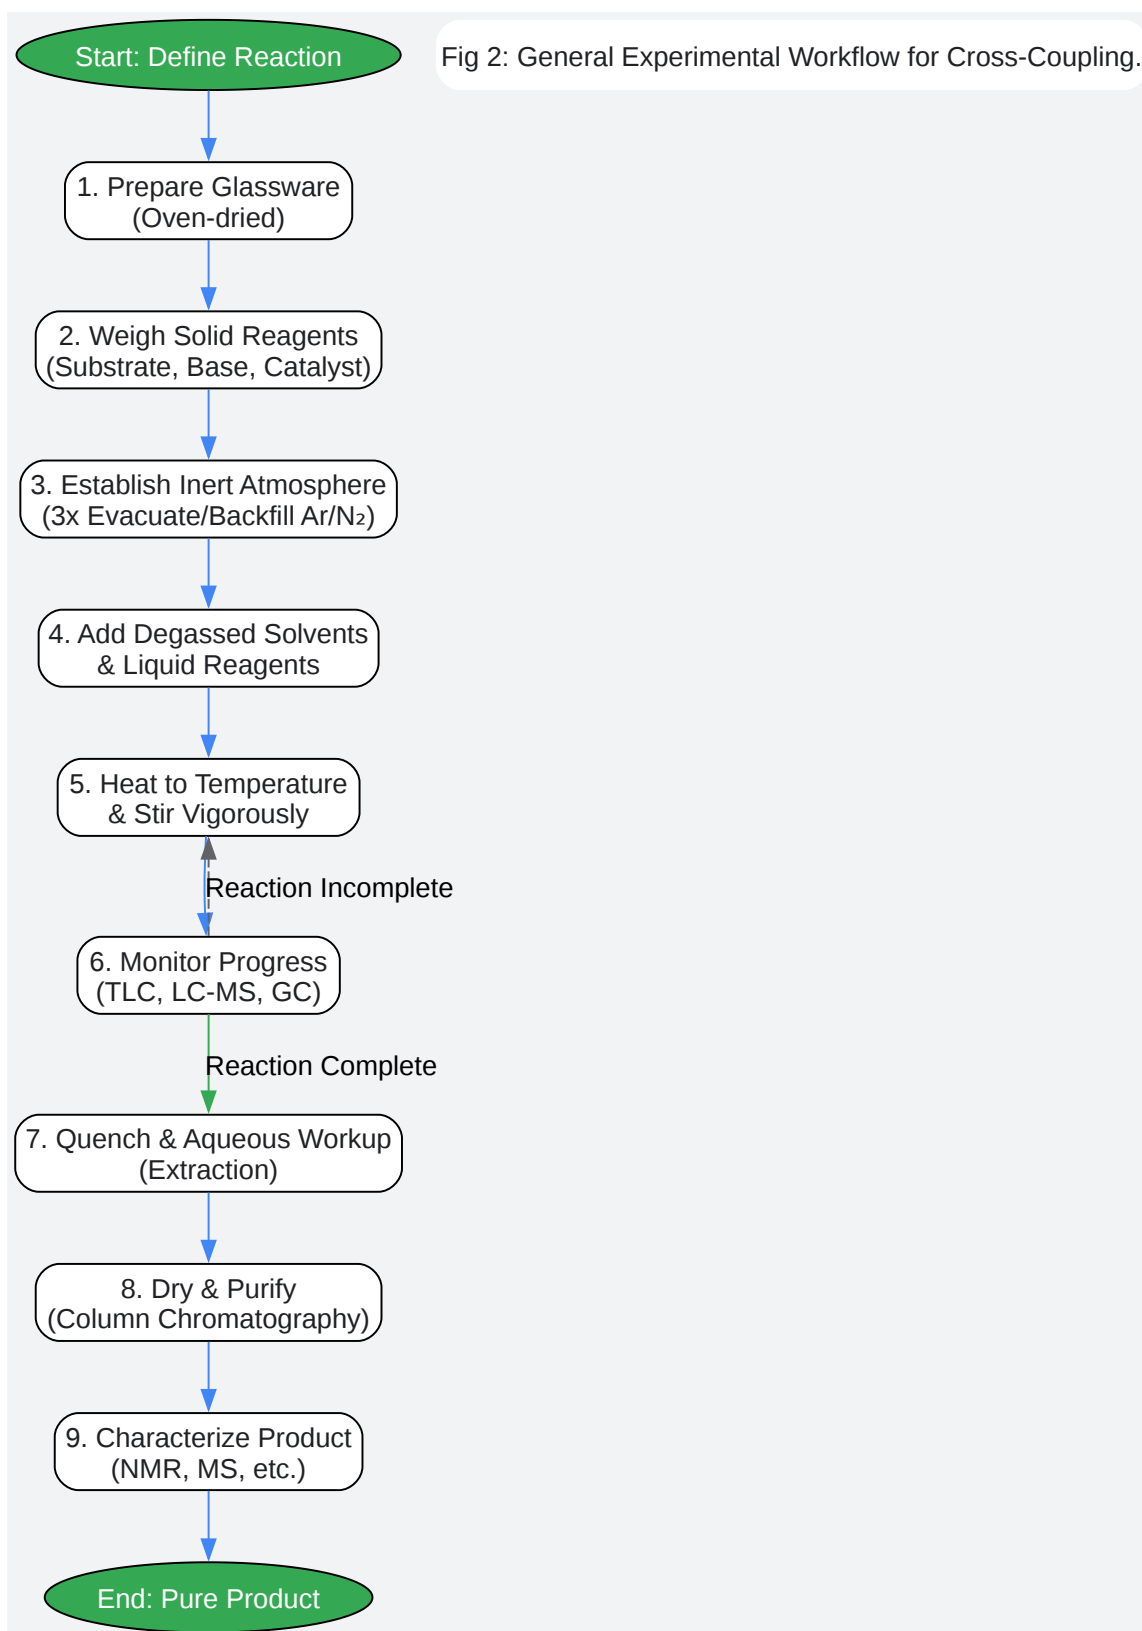 Start: Define Reaction
Fig 2: General Experimental Workflow for Cross-Coupling.
1. Prepare Glassware
(Oven-dried)
2. Weigh Solid Reagents
(Substrate, Base, Catalyst)
3. Establish Inert Atmosphere
(3x Evacuate/Backfill Ar/N₂)
4. Add Degassed Solvents
& Liquid Reagents
5. Heat to Temperature
& Stir Vigorously
Reaction Incomplete
6. Monitor Progress
(TLC, LC-MS, GC)
Reaction Complete
7. Quench & Aqueous Workup
(Extraction)
8. Dry & Purify
(Column Chromatography)
9. Characterize Product
(NMR, MS, etc.)
End: Pure Product